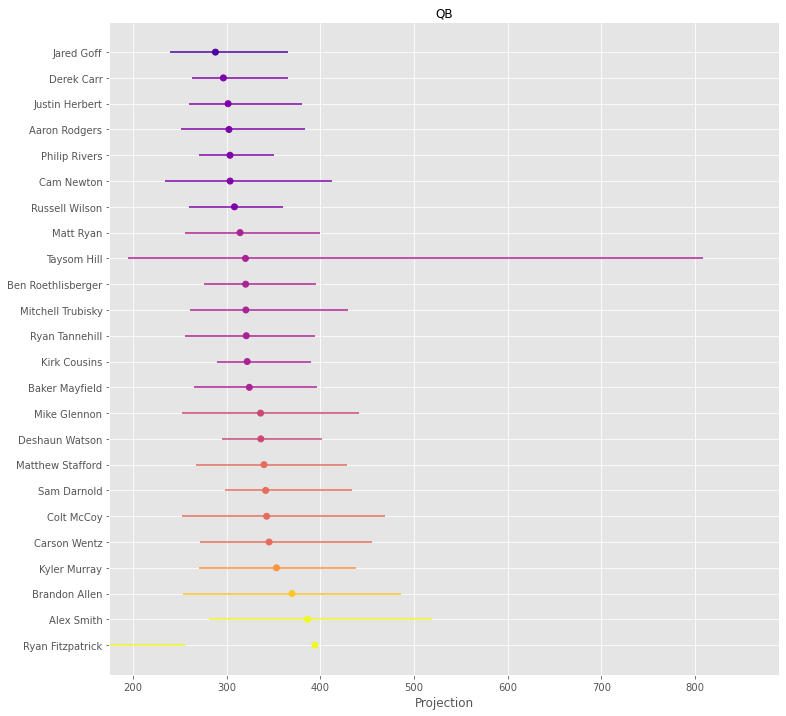 QB
Jared Goff
Derek Carr
Justin Herbert
Aaron Rodgers
Philip Rivers
Cam Newton
Russell Wilson
Matt Ryan
Taysom Hill
Ben Roethlisberger
Mitchell Trubisky
Ryan Tannehill
Kirk Cousins
Baker Mayfield
Mike Glennon
Deshaun Watson
Matthew Stafford
Sam Darnold
Colt McCoy
Carson Wentz
Kyler Murray
Brandon Allen
Alex Smith
Ryan Fitzpatrick
200 300 400 500 600 700 800
Projection